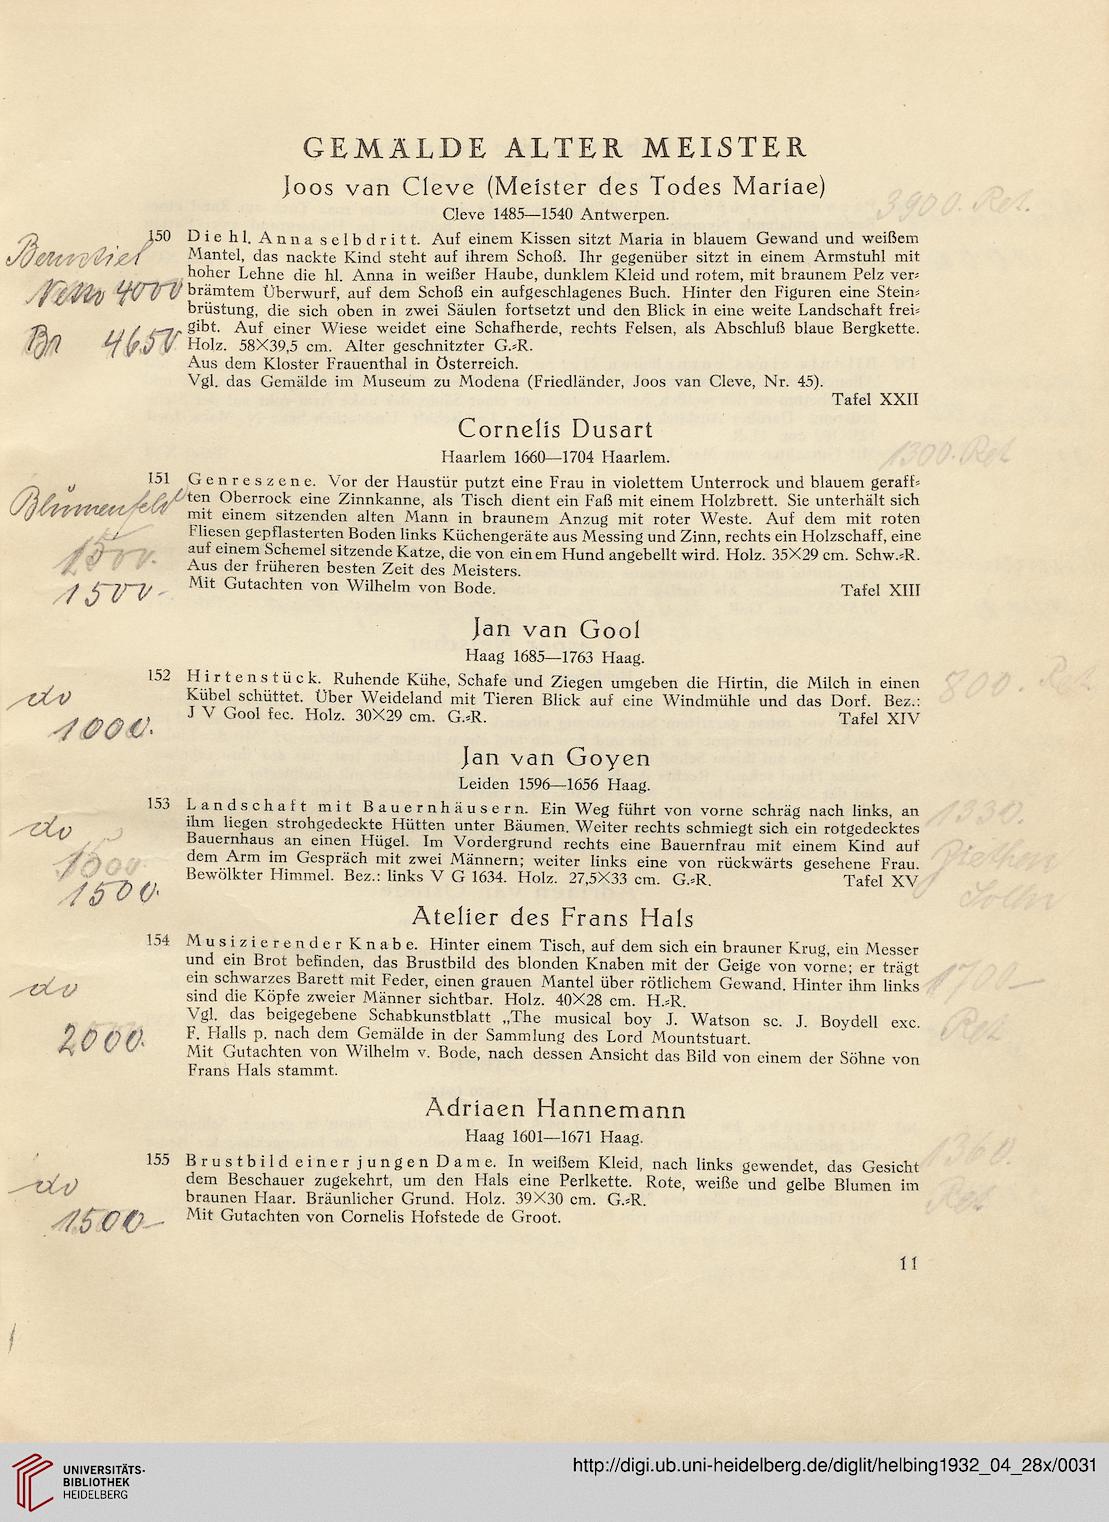 GEMÄLDE ALTER MEISTER
Joos van Cleve (Meister des Todes Mariae)
3900. Ret.
Cleve 1485—1540 Antwerpen.
150 Die hl. Anna selbdritt. Auf einem Kissen sitzt Maria in blauem Gewand und weißem
Mantel, das nackte Kind steht auf ihrem Schoß. Ihr gegenüber sitzt in einem Armstuhl mit
hoher Lehne die hl. Anna in weißer Haube, dunklem Kleid und rotem, mit braunem Pelz ver-
Netto 4000
brämtem Überwurf, auf dem Schoß ein aufgeschlagenes Buch. Hinter den Figuren eine Stein-
brüstung, die sich oben in zwei Säulen fortsetzt und den Blick in eine weite Landschaft frei-
Br 4650
gibt. Auf einer Wiese weidet eine Schafherde, rechts Felsen, als Abschluß blaue Bergkette.
Holz. 58X39,5 cm. Alter geschnitzter G.-R.
Aus dem Kloster Frauenthal in Österreich.
Vgl. das Gemälde im Museum zu Modena (Friedländer, Joos van Cleve, Nr. 45).
Tafel XXII
Cornelis Dusart
Haarlem 1660—1704 Haarlem.
1300. Ret
151 Genreszene. Vor der Haustür putzt eine Frau in violettem Unterrock und blauem geraff-
Blumenfeld
ten Oberrock eine Zinnkanne, als Tisch dient ein Faß mit einem Holzbrett. Sie unterhält sich
mit einem sitzenden alten Mann in braunem Anzug mit roter Weste. Auf dem mit roten
Fliesen gepflasterten Boden links Küchengeräte aus Messing und Zinn, rechts ein Holzschaff, eine
1500.
auf einem Schemel sitzende Katze, die von einem Hund angebellt wird. Holz. 35X29 cm. Schw.-R.
Aus der früheren besten Zeit des Meisters.
1500-
Mit Gutachten von Wilhelm von Bode. Tafel XIII
Jan van Gool
Haag 1685—1763 Haag.
152 Hirtenstück. Ruhende Kühe, Schafe und Ziegen umgeben die Hirtin, die Milch in einen
800. Ret
do
Kübel schüttet. Über Weideland mit Tieren Blick auf eine Windmühle und das Dorf. Bez.:
1000.
J V Gool fec. Holz. 30X29 cm. G.-R. Tafel XIV
Jan van Goyen
Leiden 1596—1656 Haag.
153 Landschaft mit Bauernhäusern. Ein Weg führt von vorne schräg nach links, an
1330.
do
ihm liegen strohgedeckte Hütten unter Bäumen. Weiter rechts schmiegt sich ein rotgedecktes
Bauernhaus an einen Hügel. Im Vordergrund rechts eine Bauernfrau mit einem Kind auf
dem Arm im Gespräch mit zwei Männern; weiter links eine von rückwärts gesehene Frau.
1500.
Bewölkter Himmel. Bez.: links V G 1634. Holz. 27,5X33 cm. G.-R. Tafel XV
Atelier des Frans Hals
154 Musizierender Knabe. Hinter einem Tisch, auf dem sich ein brauner Krug, ein Messer
und ein Brot befinden, das Brustbild des blonden Knaben mit der Geige von vorne; er trägt
1700—
do
ein schwarzes Barett mit Feder, einen grauen Mantel über rötlichem Gewand. Hinter ihm links
sind die Köpfe zweier Männer sichtbar. Holz. 40X28 cm. H.-R.
Vgl. das beigegebene Schabkunstblatt „The musical boy J. Watson sc. J. Boydell exc.
Ret
2000.
F. Halls p. nach dem Gemälde in der Sammlung des Lord Mountstuart.
Mit Gutachten von Wilhelm v. Bode, nach dessen Ansicht das Bild von einem der Söhne von
Frans Hals stammt.
Adriaen Hannemann
Haag 1601—1671 Haag.
1360.
155 Brustbild einer jungen Dame. In weißem Kleid, nach links gewendet, das Gesicht
do
dem Beschauer zugekehrt, um den Hals eine Perlkette. Rote, weiße und gelbe Blumen im
Ret
braunen Haar. Bräunlicher Grund. Holz. 39X30 cm. G.-R.
1500—
Mit Gutachten von Cornelis Hofstede de Groot.
11
UNIVERSITÄTS-
BIBLIOTHEK
HEIDELBERG
http://digi.ub.uni-heidelberg.de/diglit/helbing1932_04_28x/0031